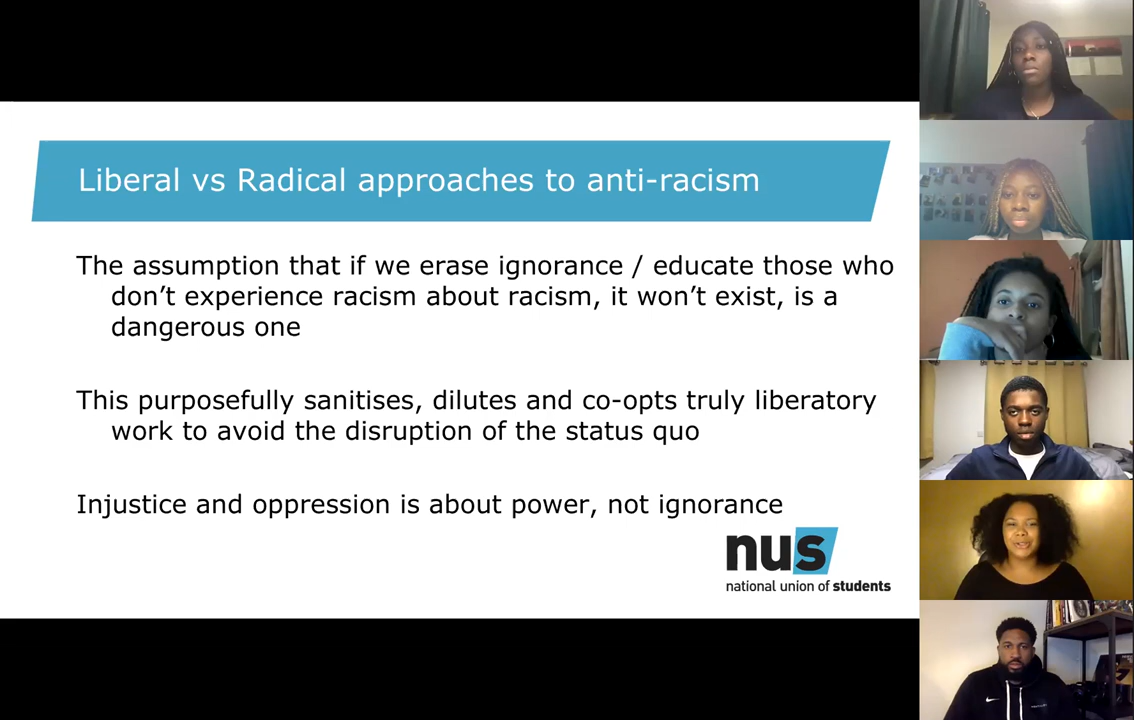 Liberal vs Radical approaches to anti-racism
The assumption that if we erase ignorance / educate those who
don’t experience racism about racism, it won’t exist, is a
dangerous one
This purposefully sanitises, dilutes and co-opts truly liberatory
work to avoid the disruption of the status quo
Injustice and oppression is about power, not ignorance
nus
national union of students